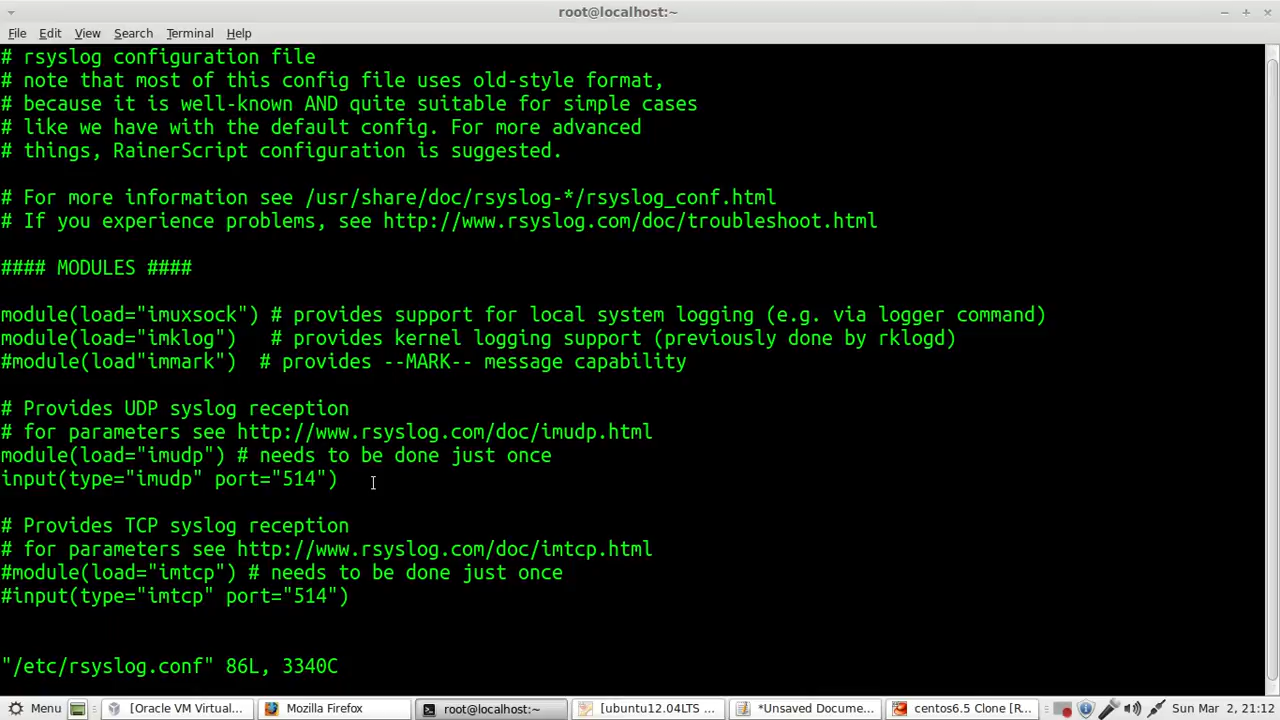 root@localhost:~
File Edit View Search Terminal Help
# rsyslog configuration file
# note that most of this config file uses old-style format,
# because it is well-known AND quite suitable for simple cases
# like we have with the default config. For more advanced
# things, RainerScript configuration is suggested.
# For more information see /usr/share/doc/rsyslog-*/rsyslog_conf.html
# If you experience problems, see http://www.rsyslog.com/doc/troubleshoot.html
#### MODULES ####
module(load="imuxsock") # provides support for local system logging (e.g. via logger command)
module(load="imklog")   # provides kernel logging support (previously done by rklogd)
#module(load"immark")  # provides --MARK-- message capability
# Provides UDP syslog reception
# for parameters see http://www.rsyslog.com/doc/imudp.html
module(load="imudp") # needs to be done just once
input(type="imudp" port="514")
# Provides TCP syslog reception
# for parameters see http://www.rsyslog.com/doc/imtcp.html
#module(load="imtcp") # needs to be done just once
#input(type="imtcp" port="514")
"/etc/rsyslog.conf" 86L, 3340C
Menu [Oracle VM Virtual... Mozilla Firefox root@localhost:~ [ubuntu12.04LTS ... *Unsaved Docume... centos6.5 Clone [R... Sun Mar 2, 21:12